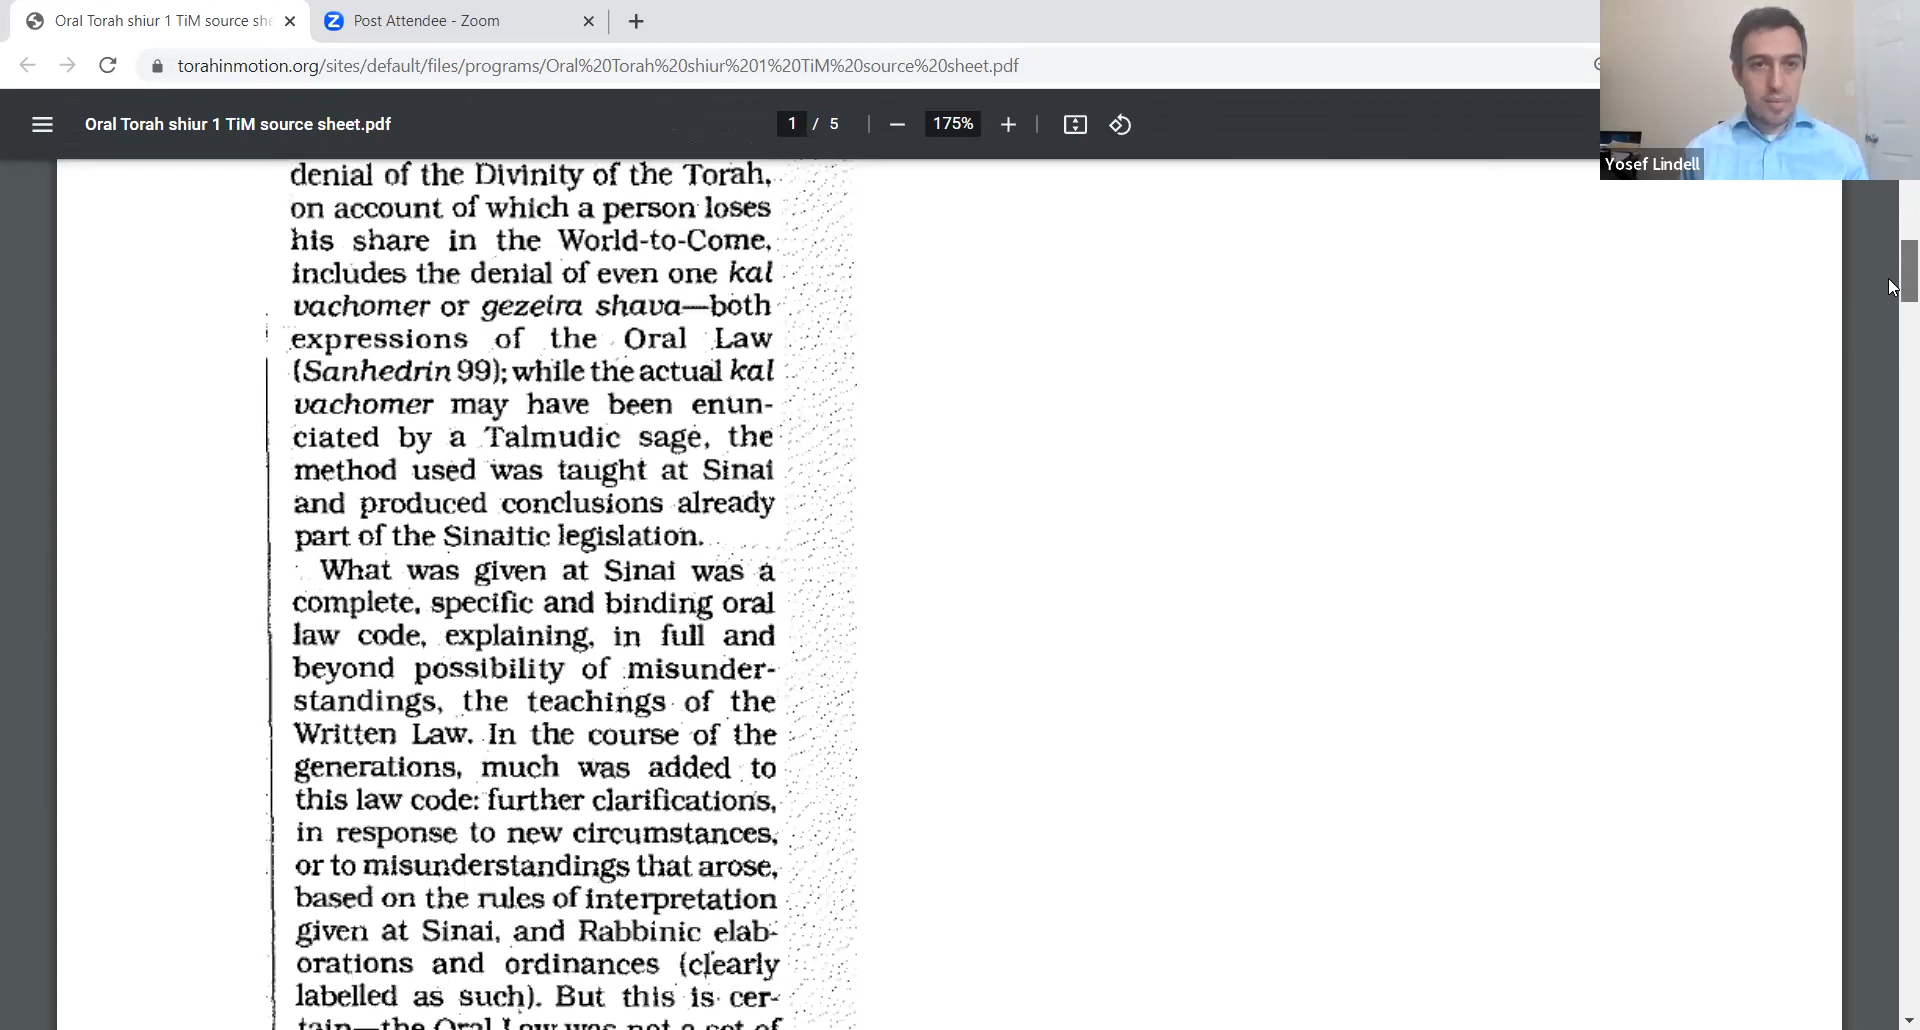 Oral Torah shiur 1 TiM source she
Post Attendee - Zoom
torahinmotion.org/sites/default/files/programs/Oral%20Torah%20shiur%201%20TiM%20source%20sheet.pdf
Oral Torah shiur 1 TiM source sheet.pdf
1 / 5
175%
Yosef Lindell
denial of the Divinity of the Torah,
on account of which a person loses
his share in the World-to-Come,
includes the denial of even one kal
vachomer or gezeira shava—both
expressions of the Oral Law
(Sanhedrin 99); while the actual kal
vachomer may have been enun-
ciated by a Talmudic sage, the
method used was taught at Sinai
and produced conclusions already
part of the Sinaitic legislation.
What was given at Sinai was a
complete, specific and binding oral
law code, explaining, in full and
beyond possibility of misunder-
standings, the teachings of the
Written Law. In the course of the
generations, much was added to
this law code: further clarifications,
in response to new circumstances,
or to misunderstandings that arose,
based on the rules of interpretation
given at Sinai, and Rabbinic elab-
orations and ordinances (clearly
labelled as such). But this is cer-
tain—the Oral Law was not a set of